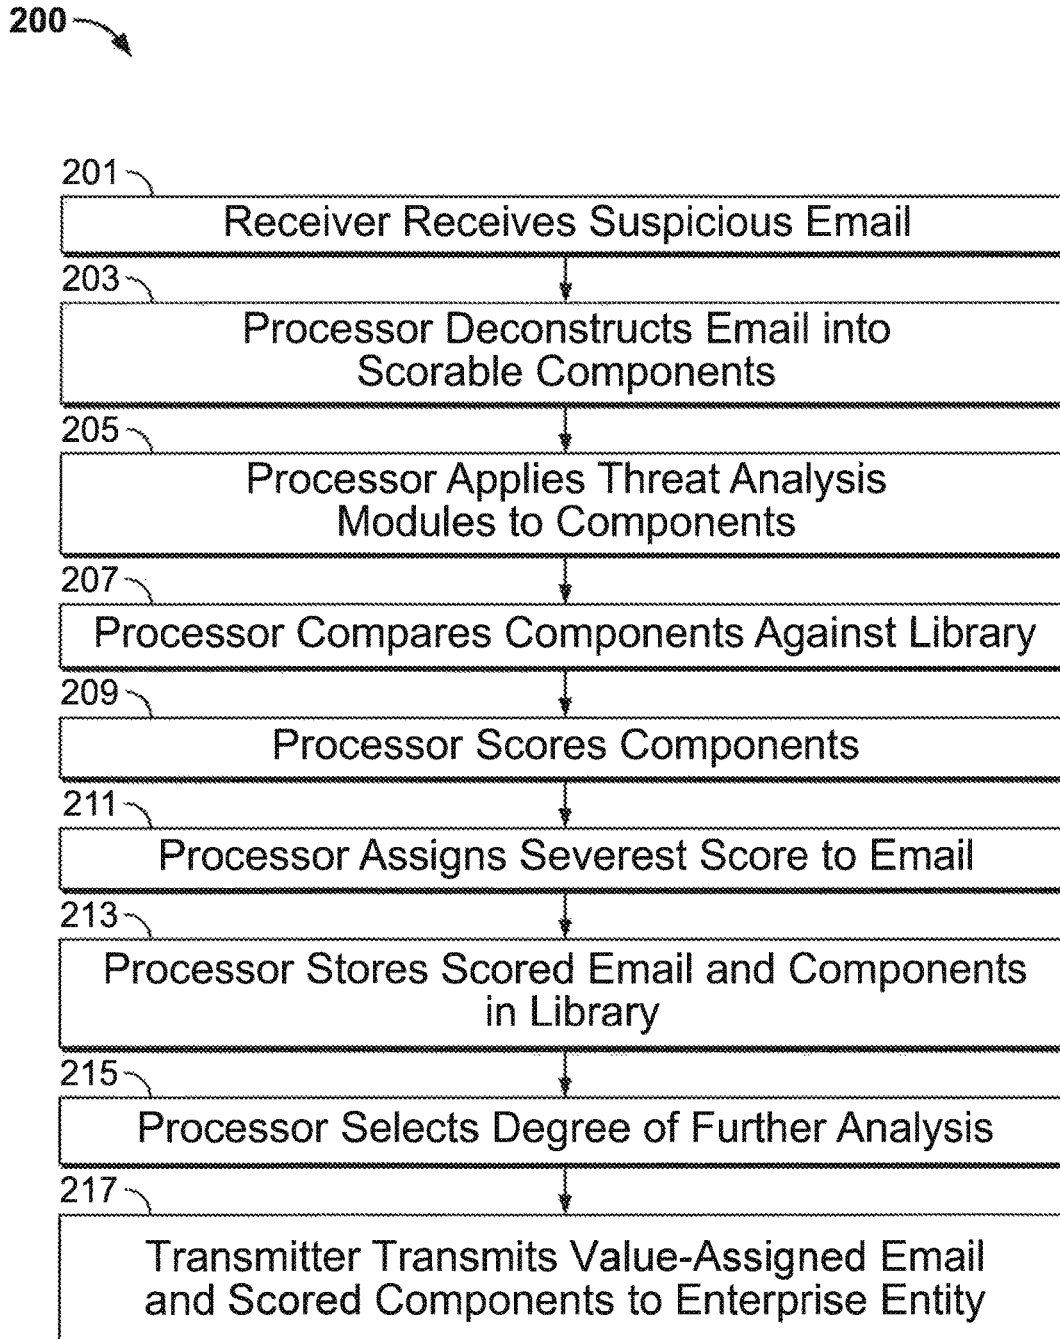 200
201
Receiver Receives Suspicious Email
203
Processor Deconstructs Email into
Scorable Components
205
Processor Applies Threat Analysis
Modules to Components
207
Processor Compares Components Against Library
209
Processor Scores Components
211
Processor Assigns Severest Score to Email
213
Processor Stores Scored Email and Components
in Library
215
Processor Selects Degree of Further Analysis
217
Transmitter Transmits Value-Assigned Email
and Scored Components to Enterprise Entity